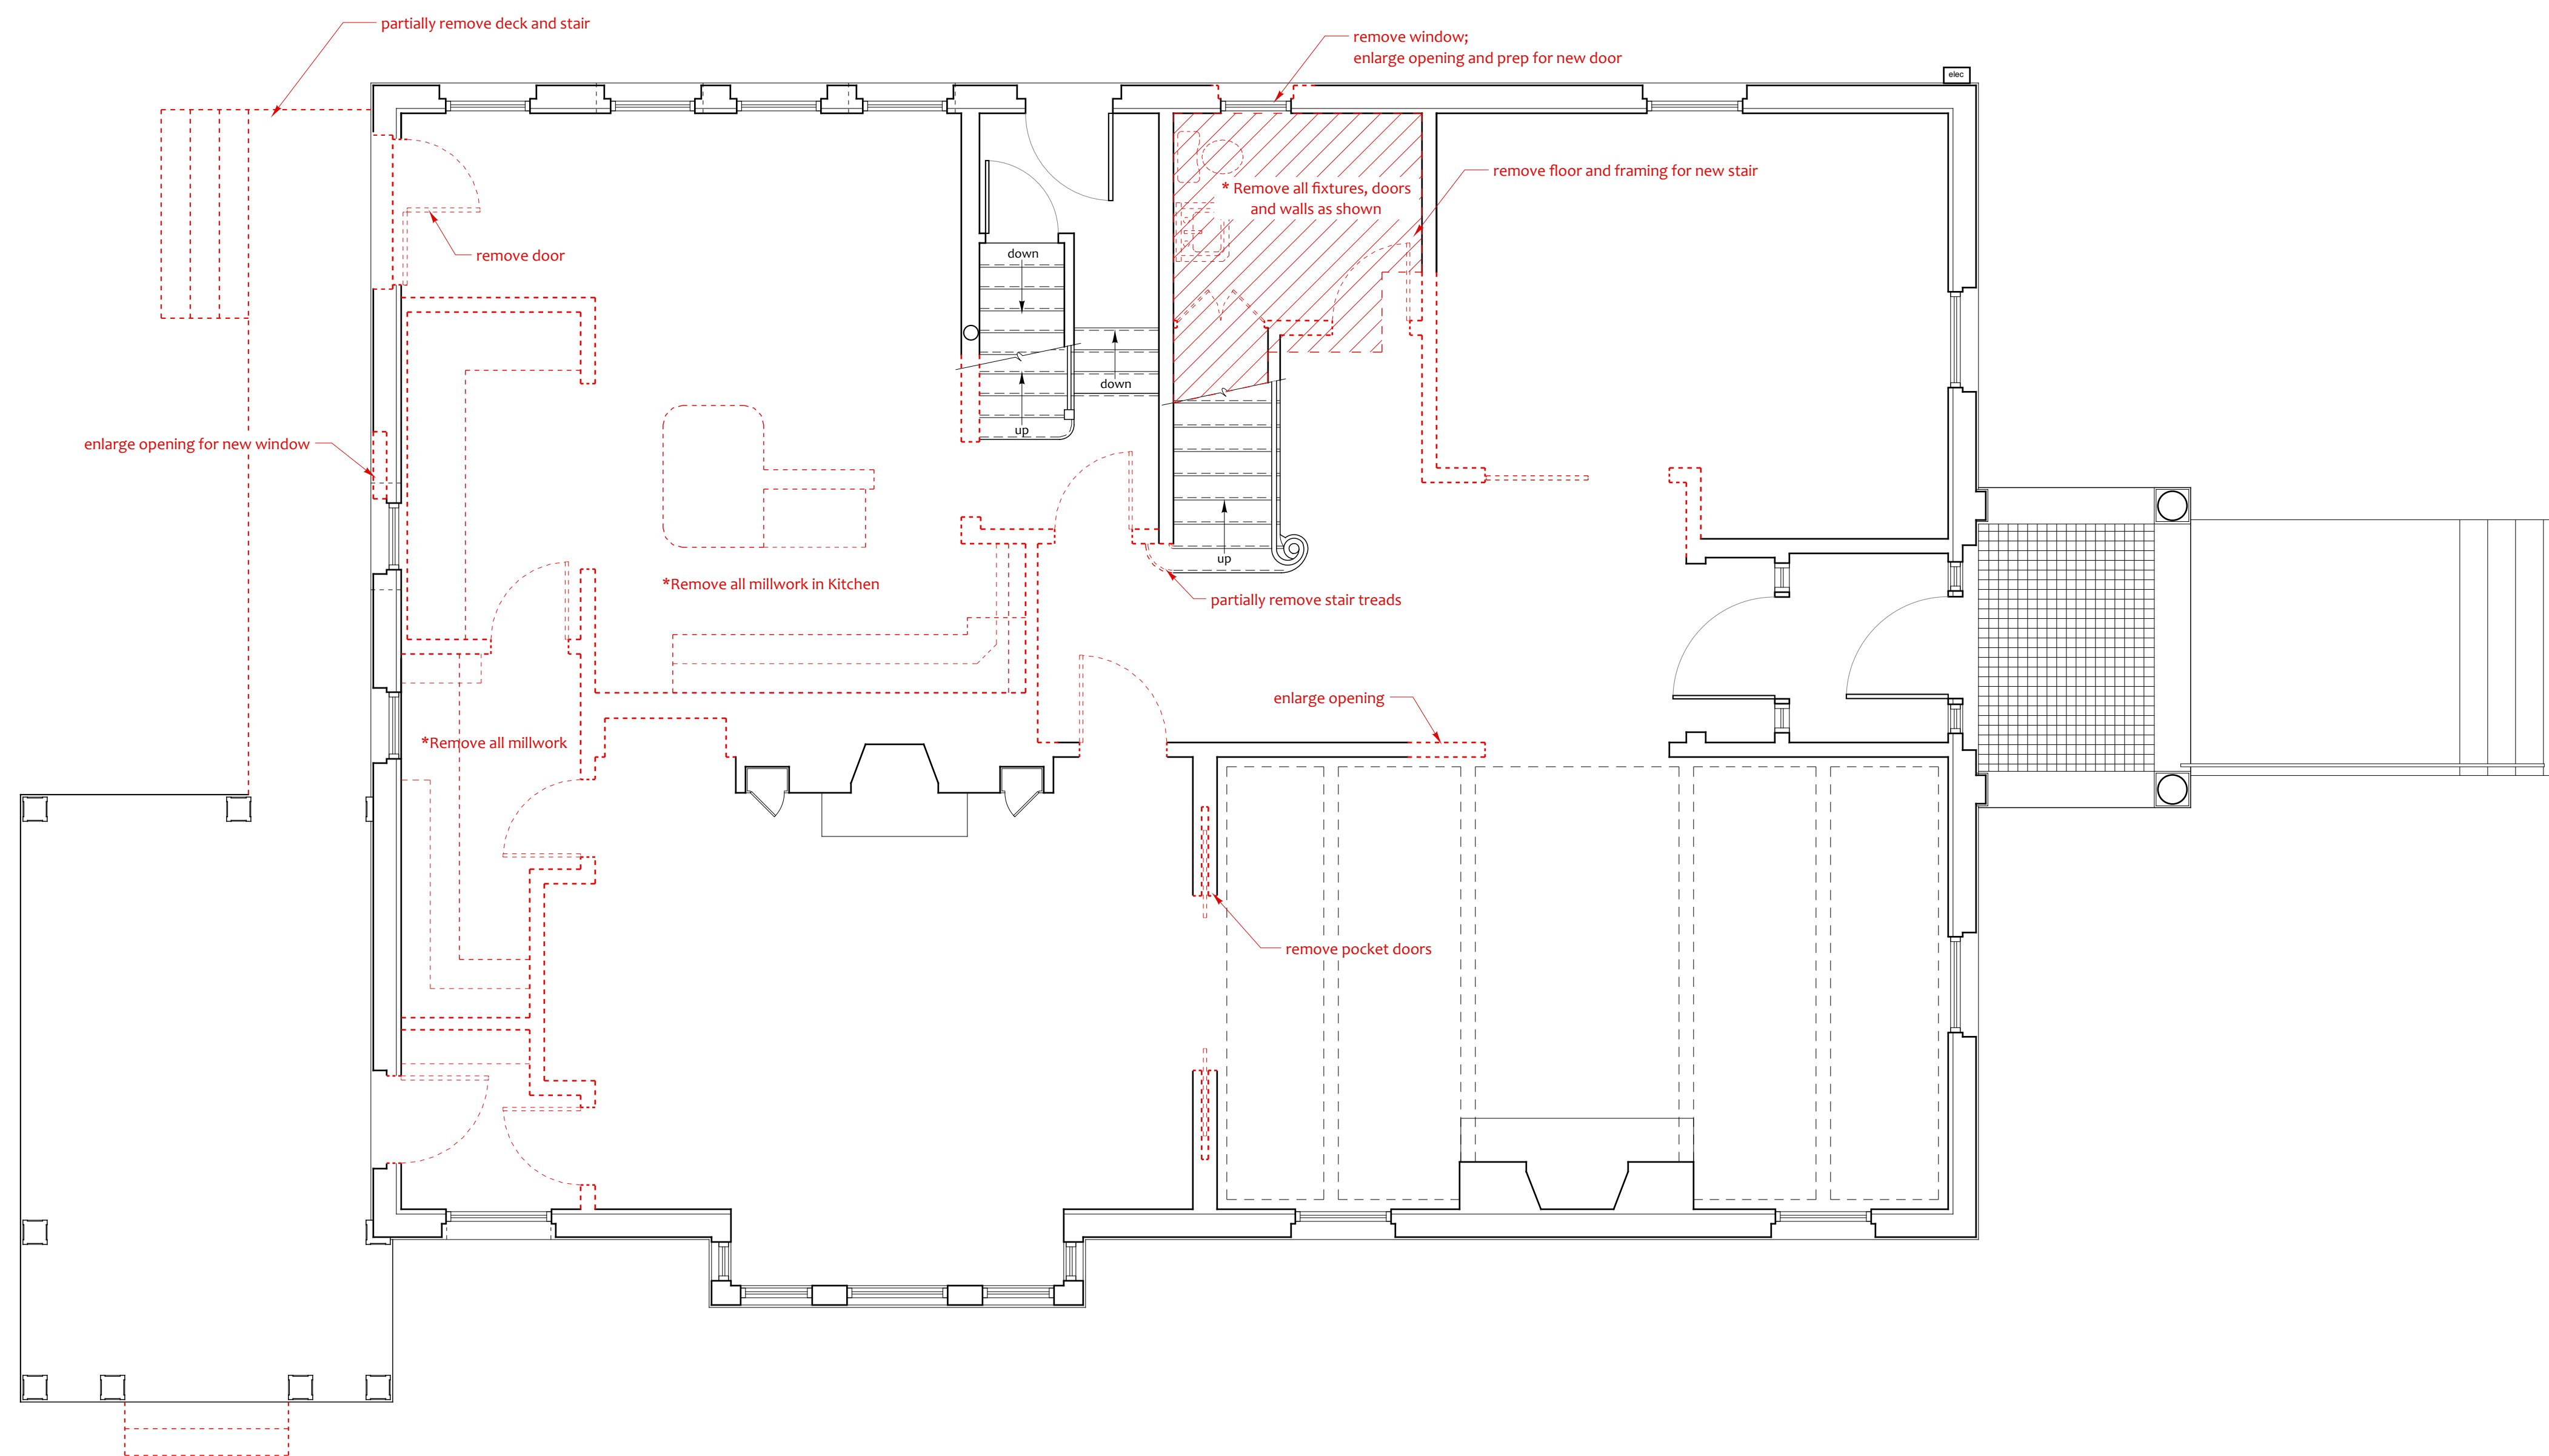 partially remove deck and stair
remove window;
enlarge opening and prep for new door
elec
remove floor and framing for new stair
* Remove all fixtures, doors
and walls as shown
remove door
down
down
up
enlarge opening for new window
up
*Remove all millwork in Kitchen
partially remove stair treads
enlarge opening
*Remove all millwork
remove pocket doors